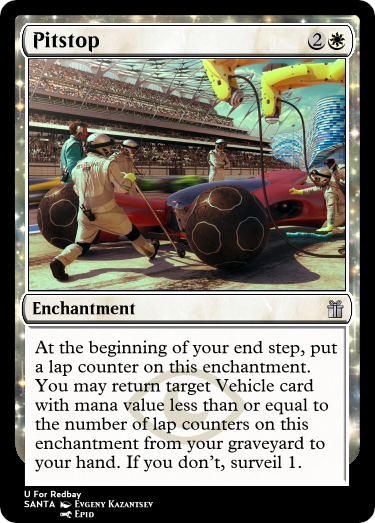 Pitstop 2
Enchantment
At the beginning of your end step, put
a lap counter on this enchantment.
You may return target Vehicle card
with mana value less than or equal to
the number of lap counters on this
enchantment from your graveyard to
your hand. If you don't, surveil 1.
U For Redbay
SANTA Evgeny Kazantsev
Epid